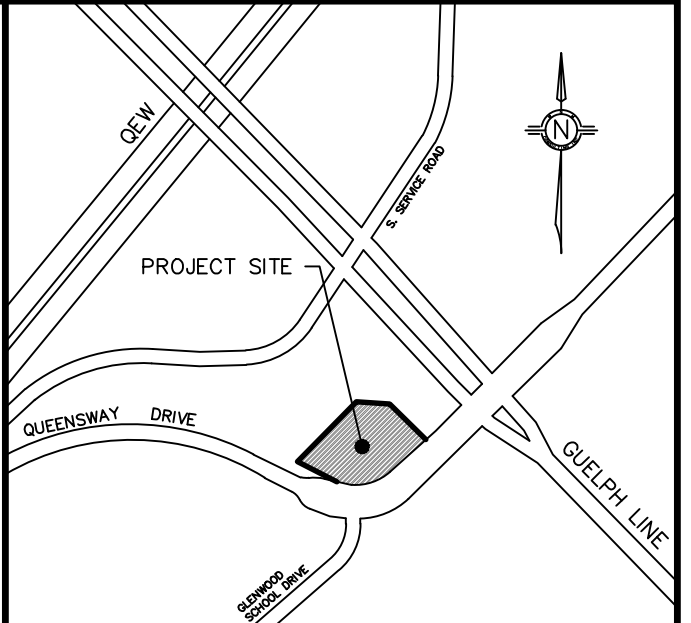 QEW
N
S. SERVICE ROAD
PROJECT SITE
QUEENSWAY DRIVE
GUELPH LINE
GLENWOOD
SCHOOL DRIVE